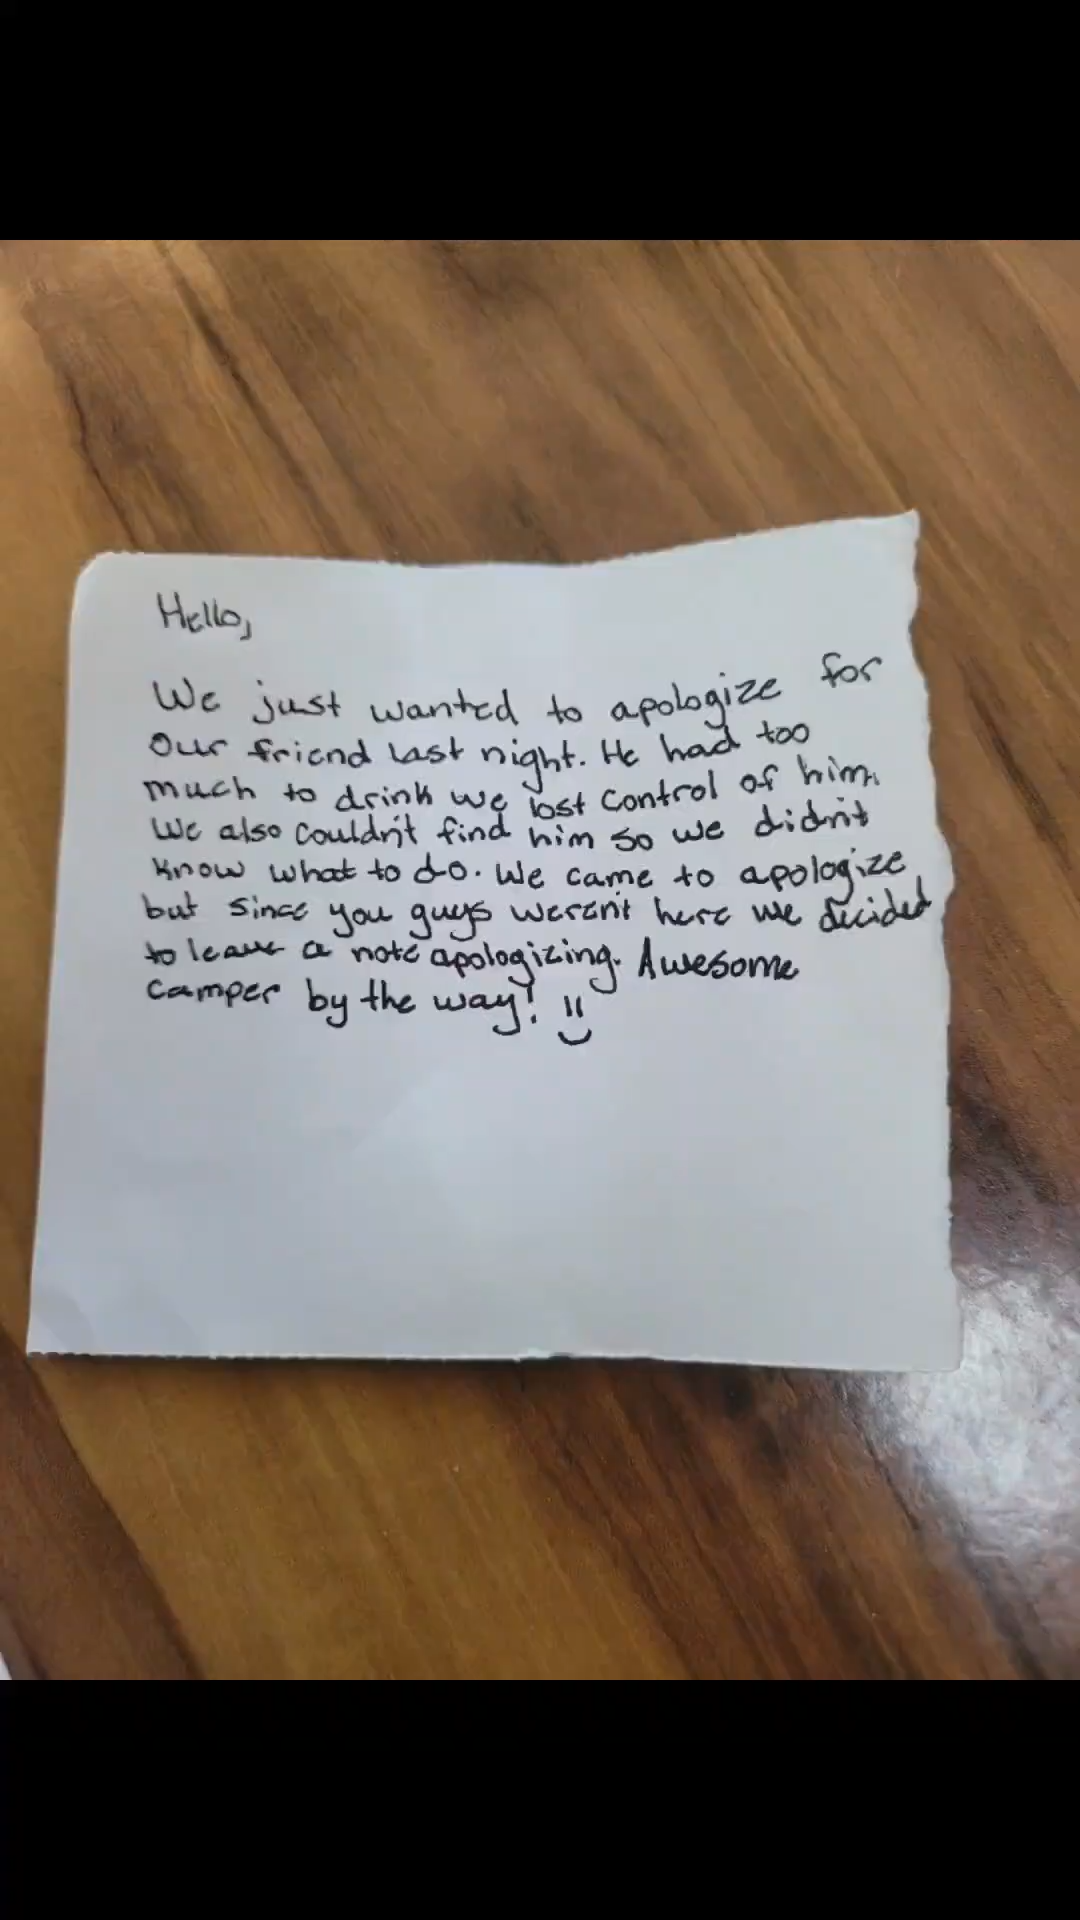 Hello,
We just wanted to apologize for
our friend last night. He had too
much to drink we lost control of him.
We also couldn't find him so we didn't
know what to do. We came to apologize
but since you guys weren't here we decided
to leave a note apologizing. Awesome
camper by the way! :)